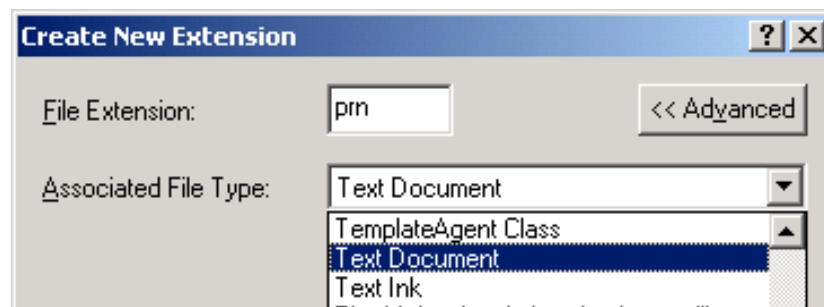 Create New Extension
File Extension: prn << Advanced
Associated File Type: Text Document
TemplateAgent Class
Text Document
Text Ink